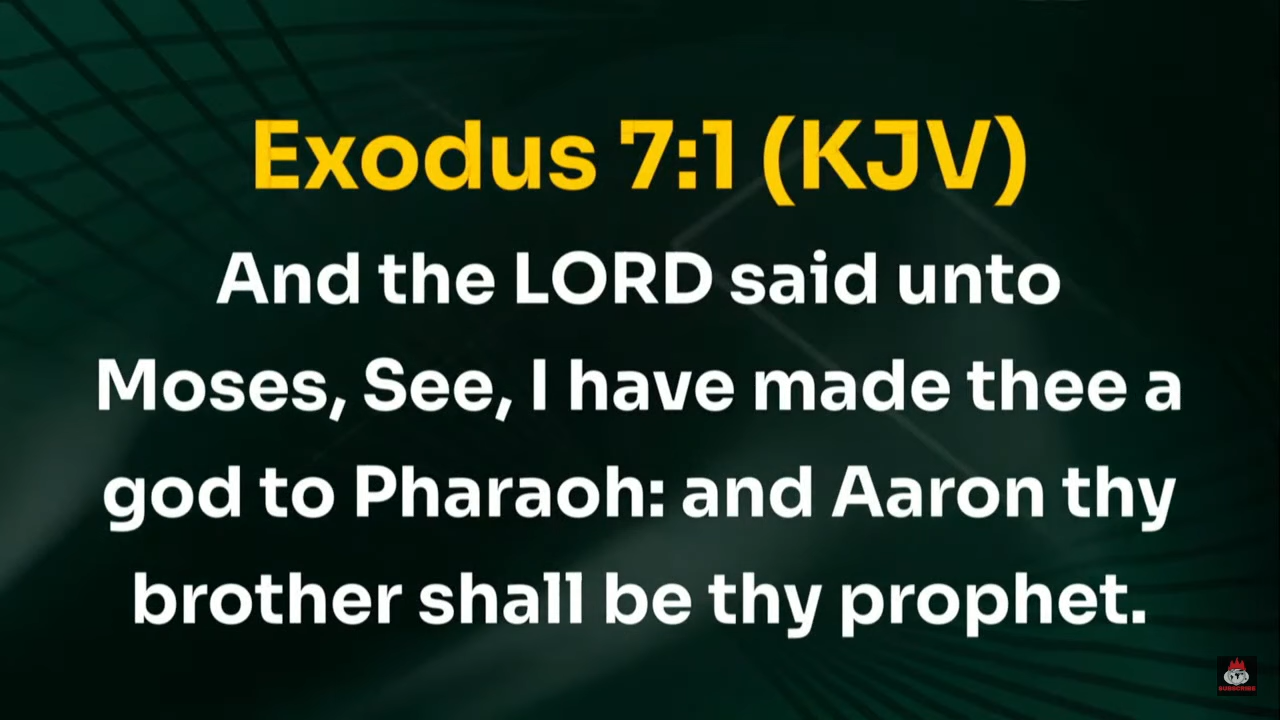 Exodus 7:1 (KJV)
And the LORD said unto
Moses, See, I have made thee a
god to Pharaoh: and Aaron thy
brother shall be thy prophet.
SUBSCRIBE